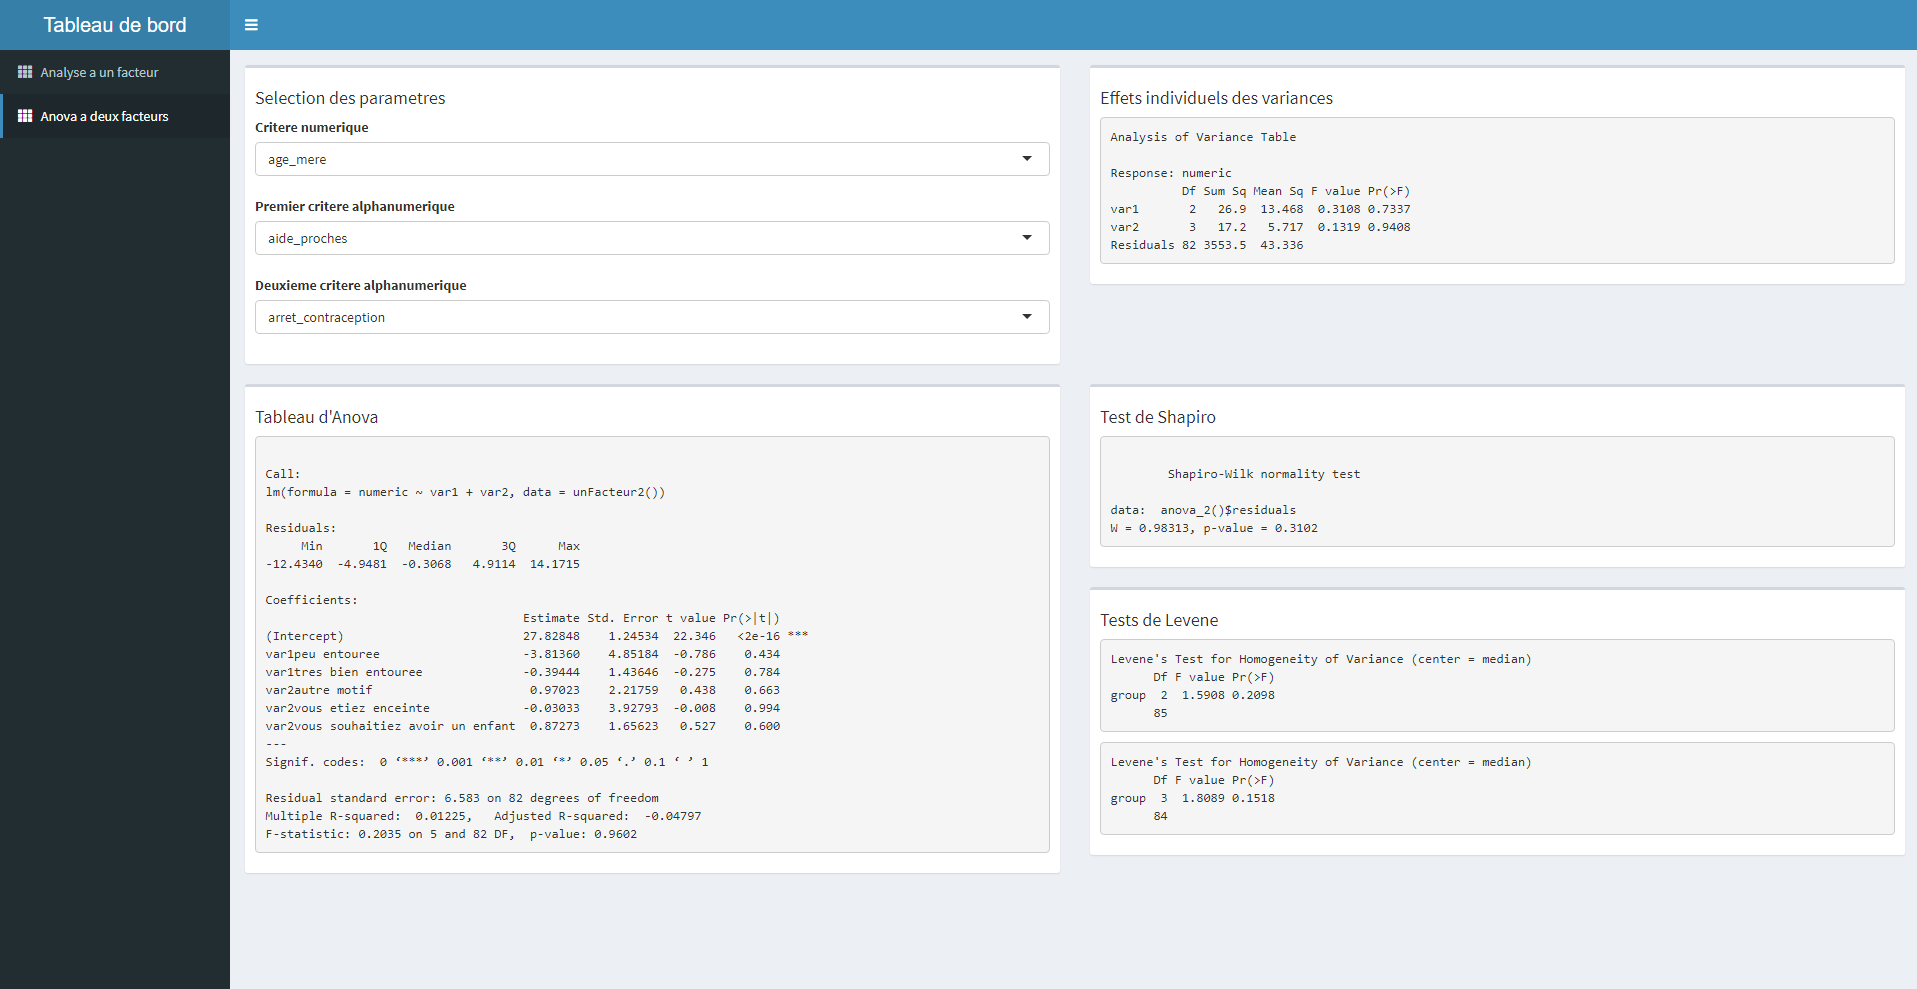 Tableau de bord
Analyse a un facteur
Anova a deux facteurs
Selection des parametres
Critere numerique
age_mere
Premier critere alphanumerique
aide_proches
Deuxieme critere alphanumerique
arret_contraception
Effets individuels des variances
Analysis of Variance Table
Response: numeric
Df Sum Sq Mean Sq F value Pr(>F)
var1 2 26.9 13.468 0.3108 0.7337
var2 3 17.2 5.717 0.1319 0.9408
Residuals 82 3553.5 43.336
Tableau d'Anova
Call:
lm(formula = numeric ~ var1 + var2, data = unFacteur2())
Residuals:
Min 1Q Median 3Q Max
-12.4340 -4.9481 -0.3068 4.9114 14.1715
Coefficients:
Estimate Std. Error t value Pr(>|t|)
(Intercept) 27.82848 1.24534 22.346 <2e-16 ***
var1peu entouree -3.81360 4.85184 -0.786 0.434
var1tres bien entouree -0.39444 1.43646 -0.275 0.784
var2autre motif 0.97023 2.21759 0.438 0.663
var2vous etiez enceinte -0.03033 3.92793 -0.008 0.994
var2vous souhaitiez avoir un enfant 0.87273 1.65623 0.527 0.600
---
Signif. codes: 0 ‘***’ 0.001 ‘**’ 0.01 ‘*’ 0.05 ‘.’ 0.1 ‘ ’ 1
Residual standard error: 6.583 on 82 degrees of freedom
Multiple R-squared: 0.01225, Adjusted R-squared: -0.04797
F-statistic: 0.2035 on 5 and 82 DF, p-value: 0.9602
Test de Shapiro
Shapiro-Wilk normality test
data: anova_2()$residuals
W = 0.98313, p-value = 0.3102
Tests de Levene
Levene's Test for Homogeneity of Variance (center = median)
Df F value Pr(>F)
group 2 1.5908 0.2098
85
Levene's Test for Homogeneity of Variance (center = median)
Df F value Pr(>F)
group 3 1.8089 0.1518
84